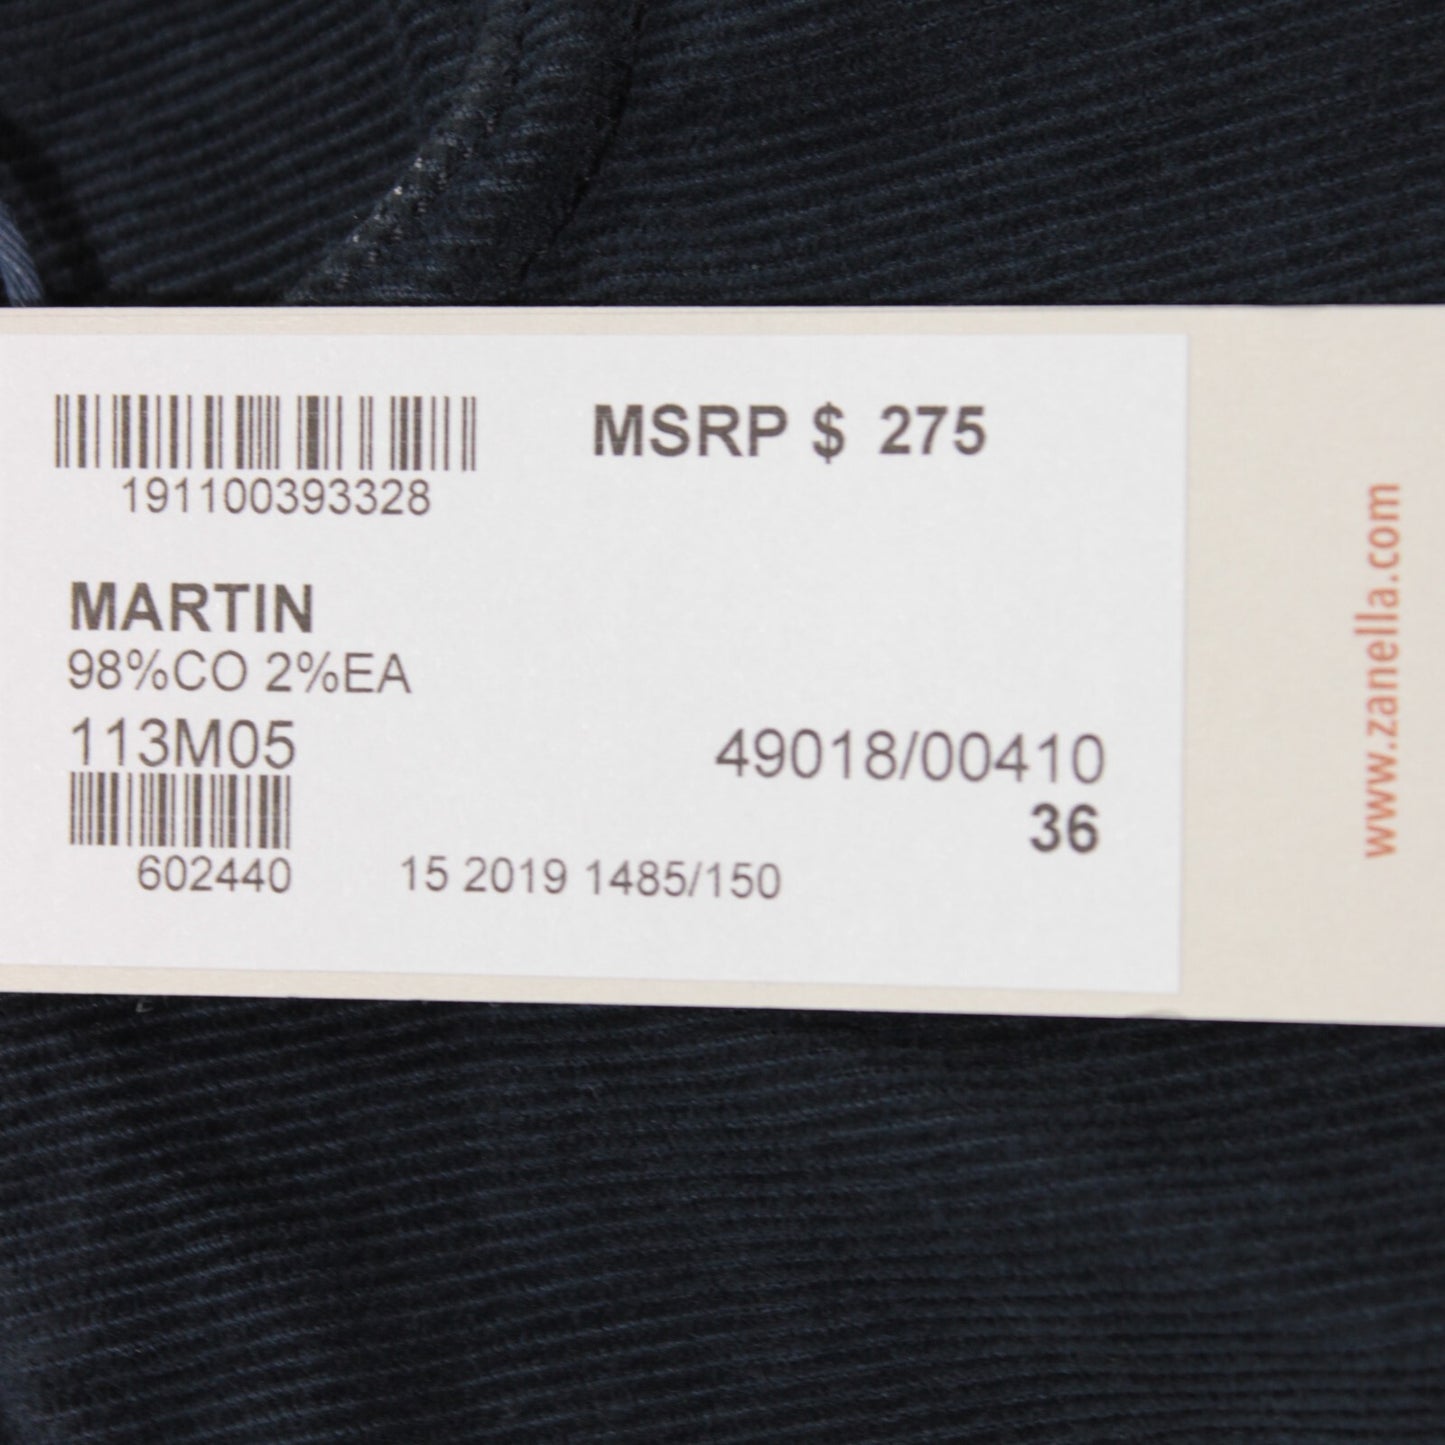 MSRP $ 275
191100393328
MARTIN
98%CO 2%EA
113M05
49018/00410
36
602440
15 2019 1485/150
www.zanella.com